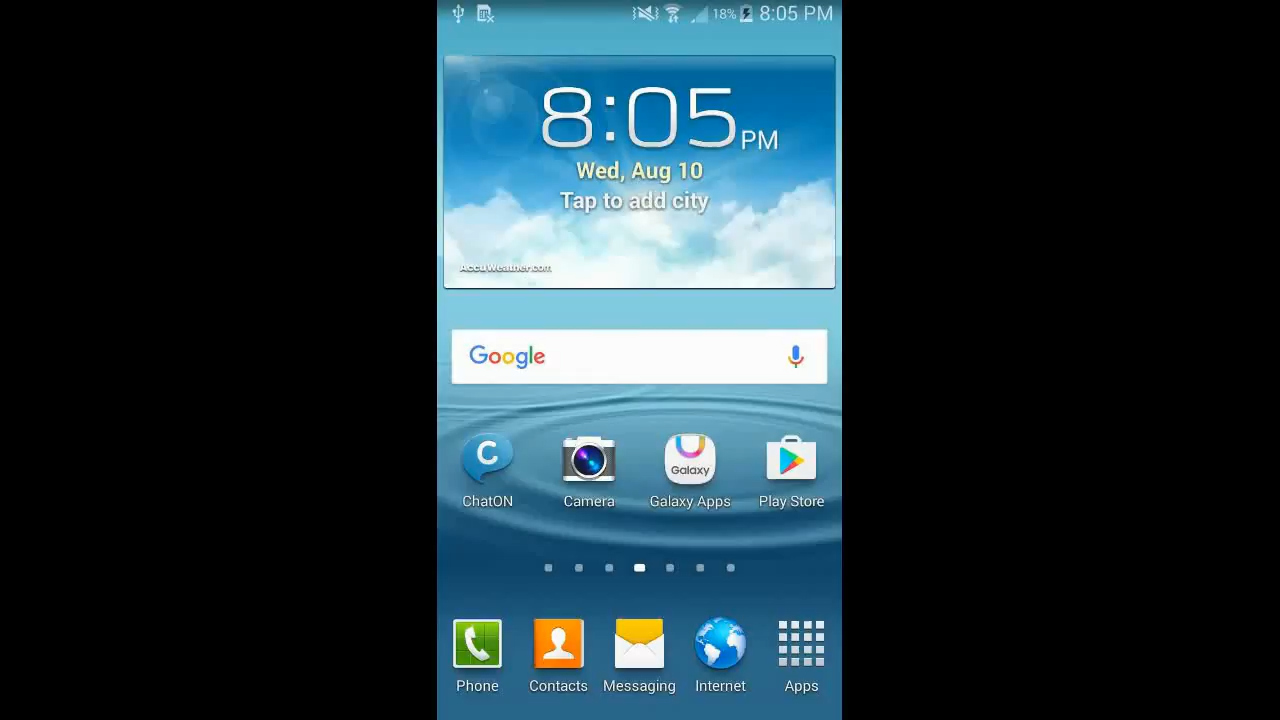 18% 8:05 PM
8:05 PM
Wed, Aug 10
Tap to add city
AccuWeather.com
Google
C
Galaxy
ChatON Camera Galaxy Apps Play Store
Phone Contacts Messaging Internet Apps